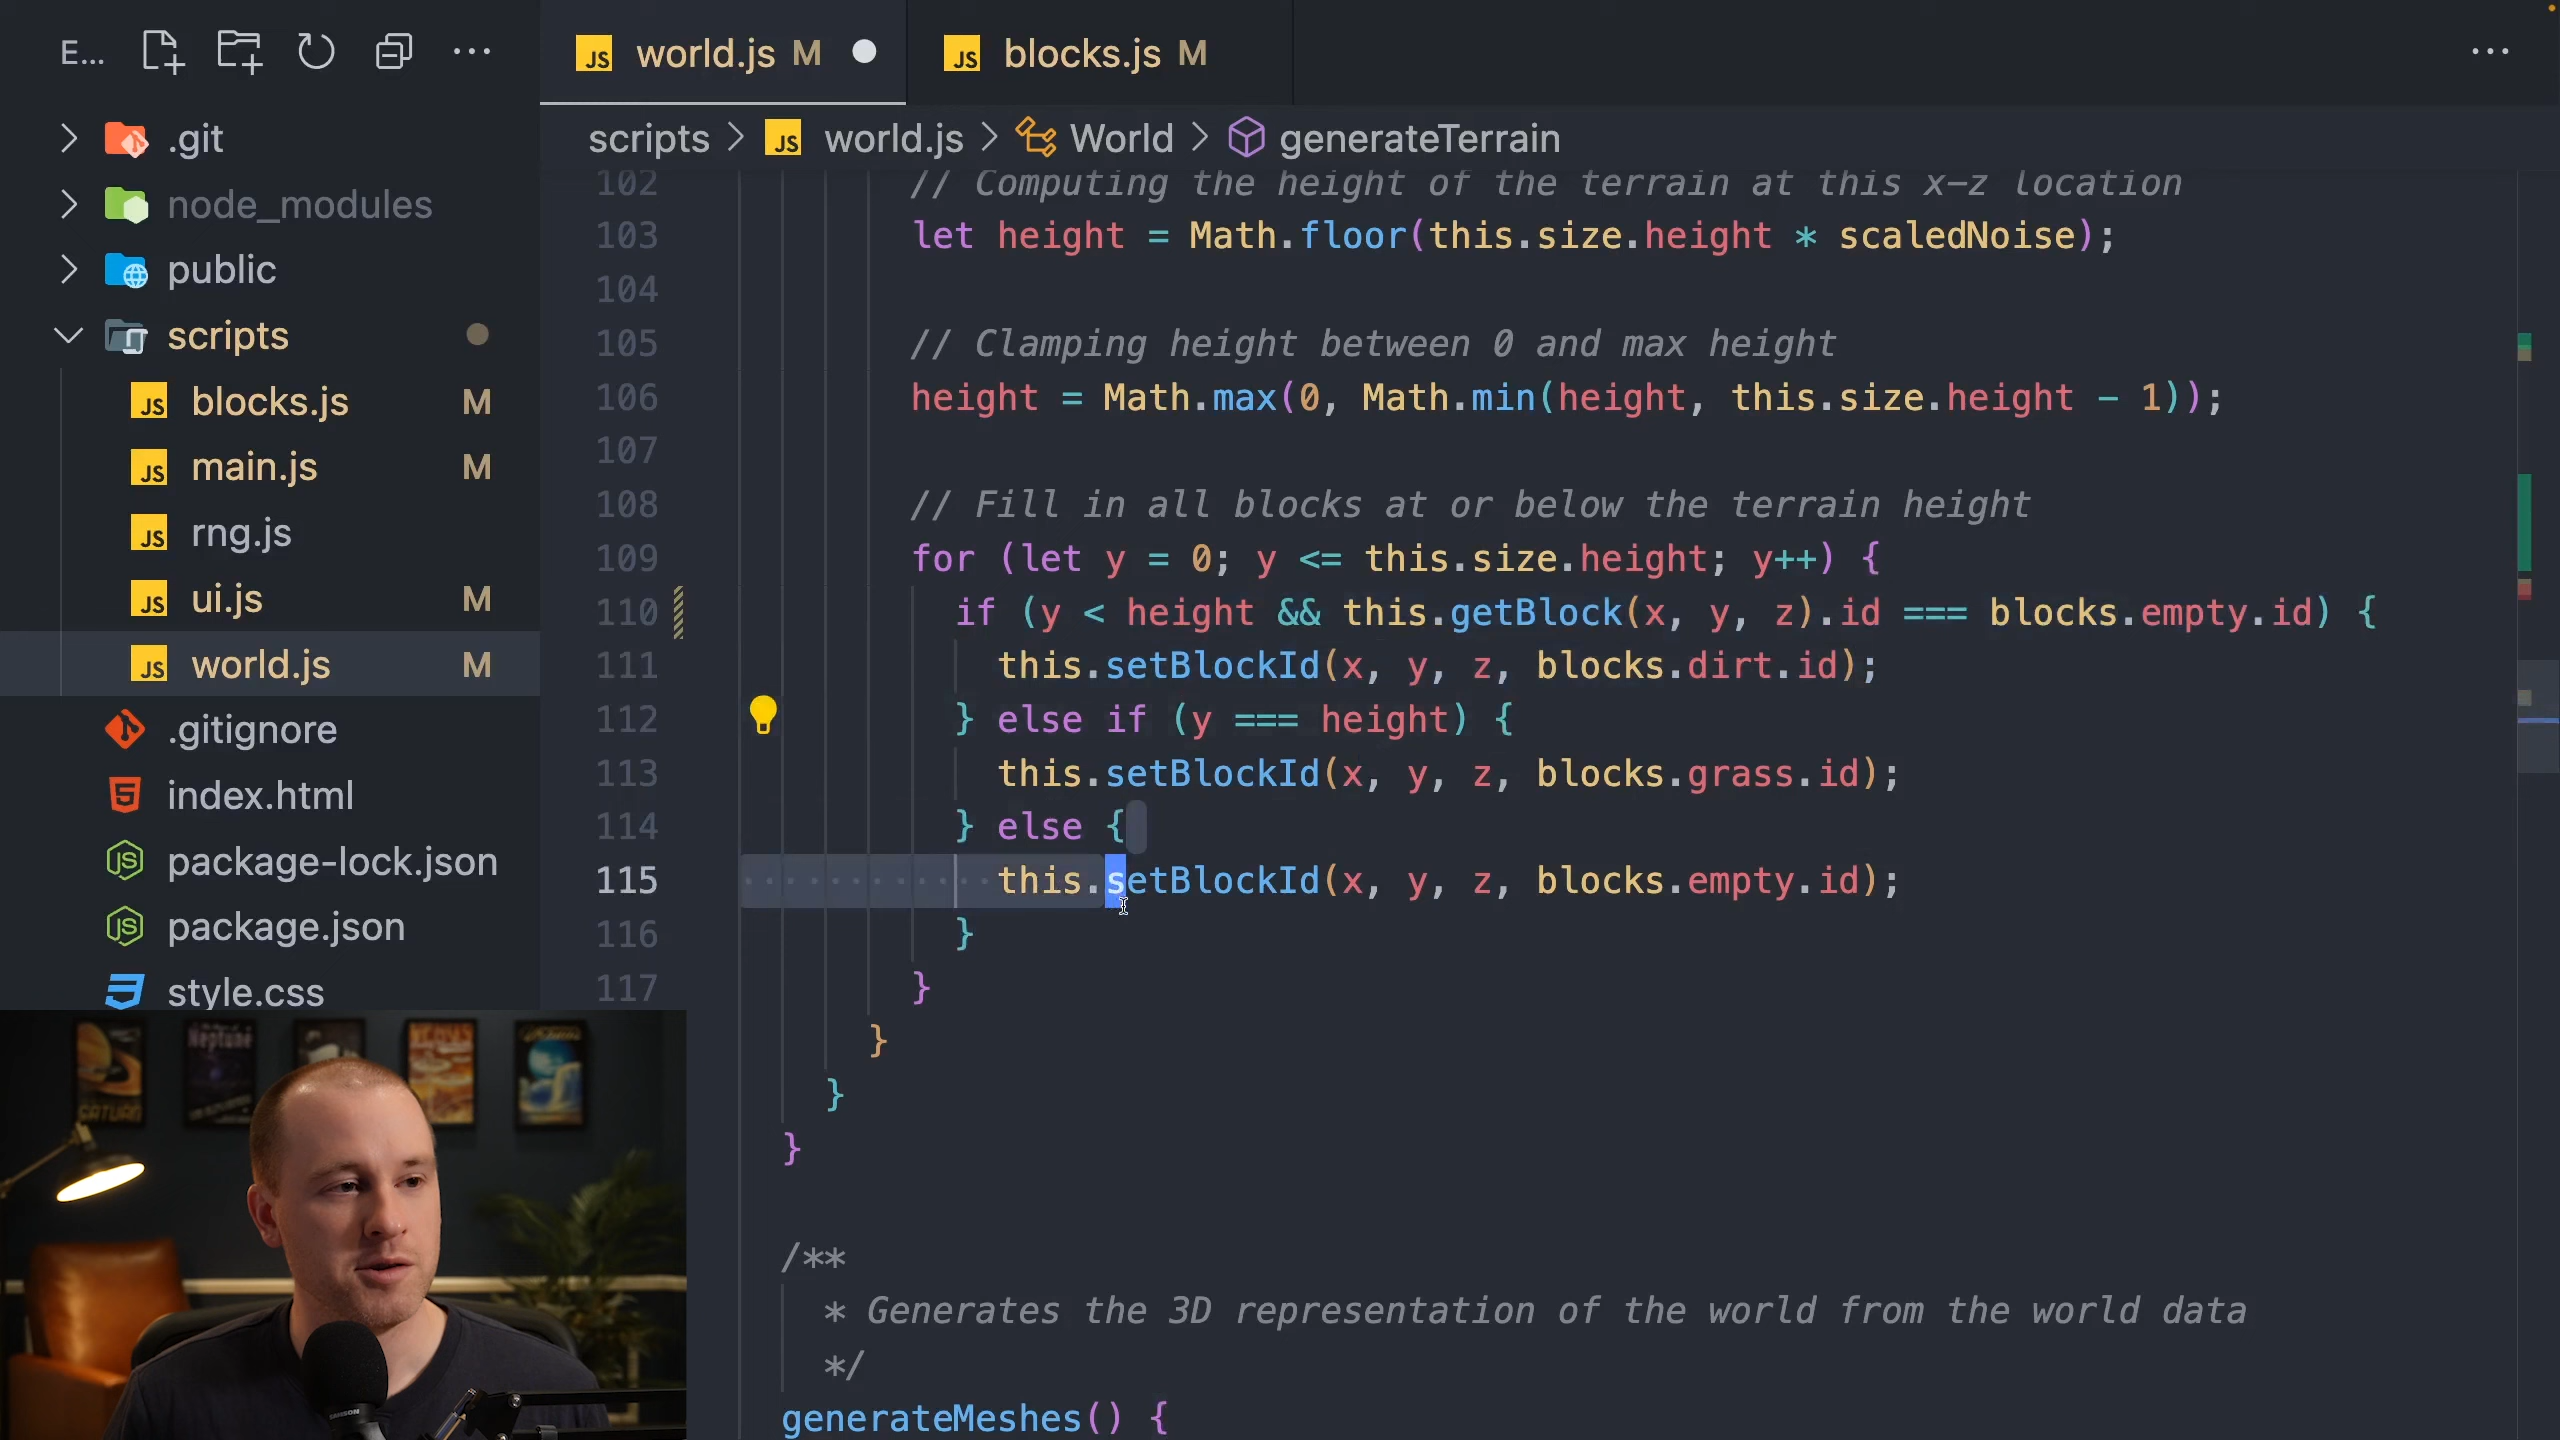 E...
world.js M
blocks.js M
scripts > world.js > World > generateTerrain
.git
node_modules
public
scripts
blocks.js M
main.js M
rng.js
ui.js M
world.js M
.gitignore
index.html
package-lock.json
package.json
style.css
102 // Computing the height of the terrain at this x-z location
103 let height = Math.floor(this.size.height * scaledNoise);
104
105 // Clamping height between 0 and max height
106 height = Math.max(0, Math.min(height, this.size.height - 1));
107
108 // Fill in all blocks at or below the terrain height
109 for (let y = 0; y <= this.size.height; y++) {
110 if (y < height && this.getBlock(x, y, z).id === blocks.empty.id) {
111 this.setBlockId(x, y, z, blocks.dirt.id);
112 } else if (y === height) {
113 this.setBlockId(x, y, z, blocks.grass.id);
114 } else {
115 this.setBlockId(x, y, z, blocks.empty.id);
116 }
117 }
}
}
}
/**
* Generates the 3D representation of the world from the world data
*/
generateMeshes() {
SATURN
Neptune
VENUS
SAMSON